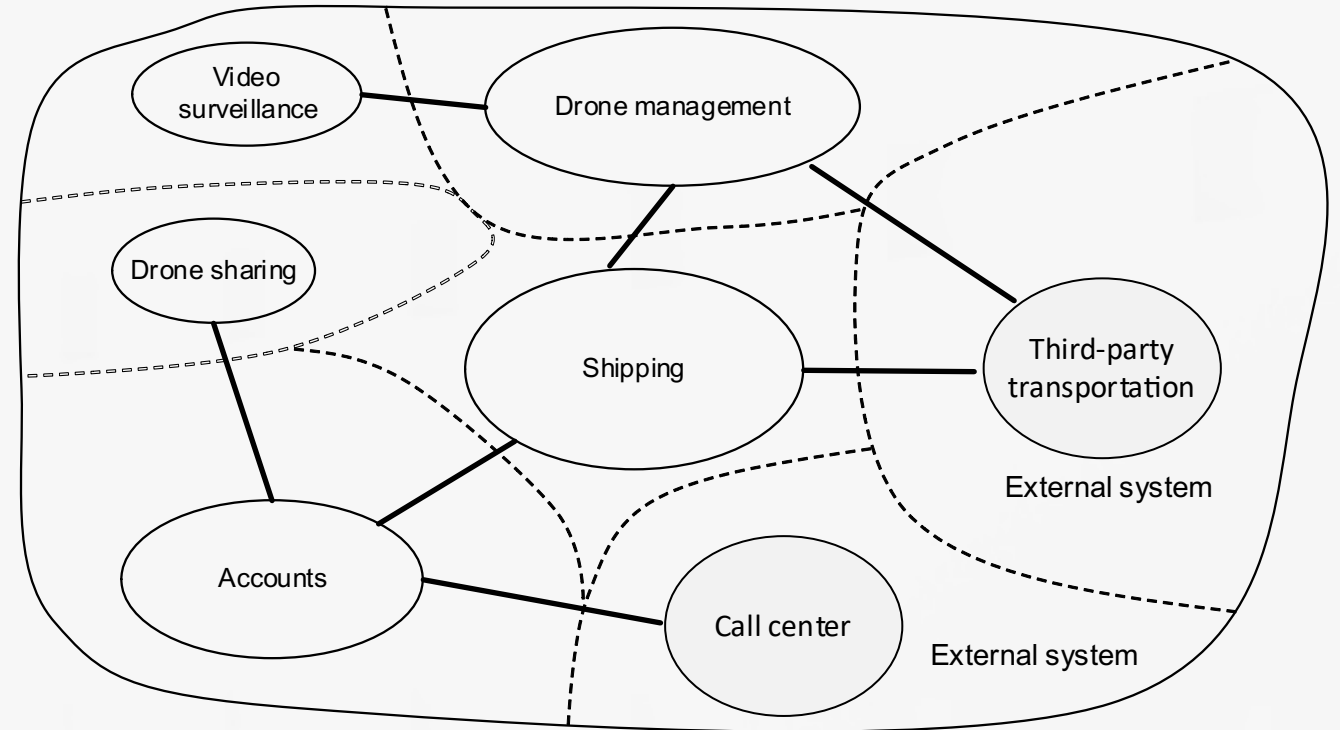 Video
surveillance
Drone management
Drone sharing
Shipping
Third-party
transportation
External system
Accounts
Call center
External system